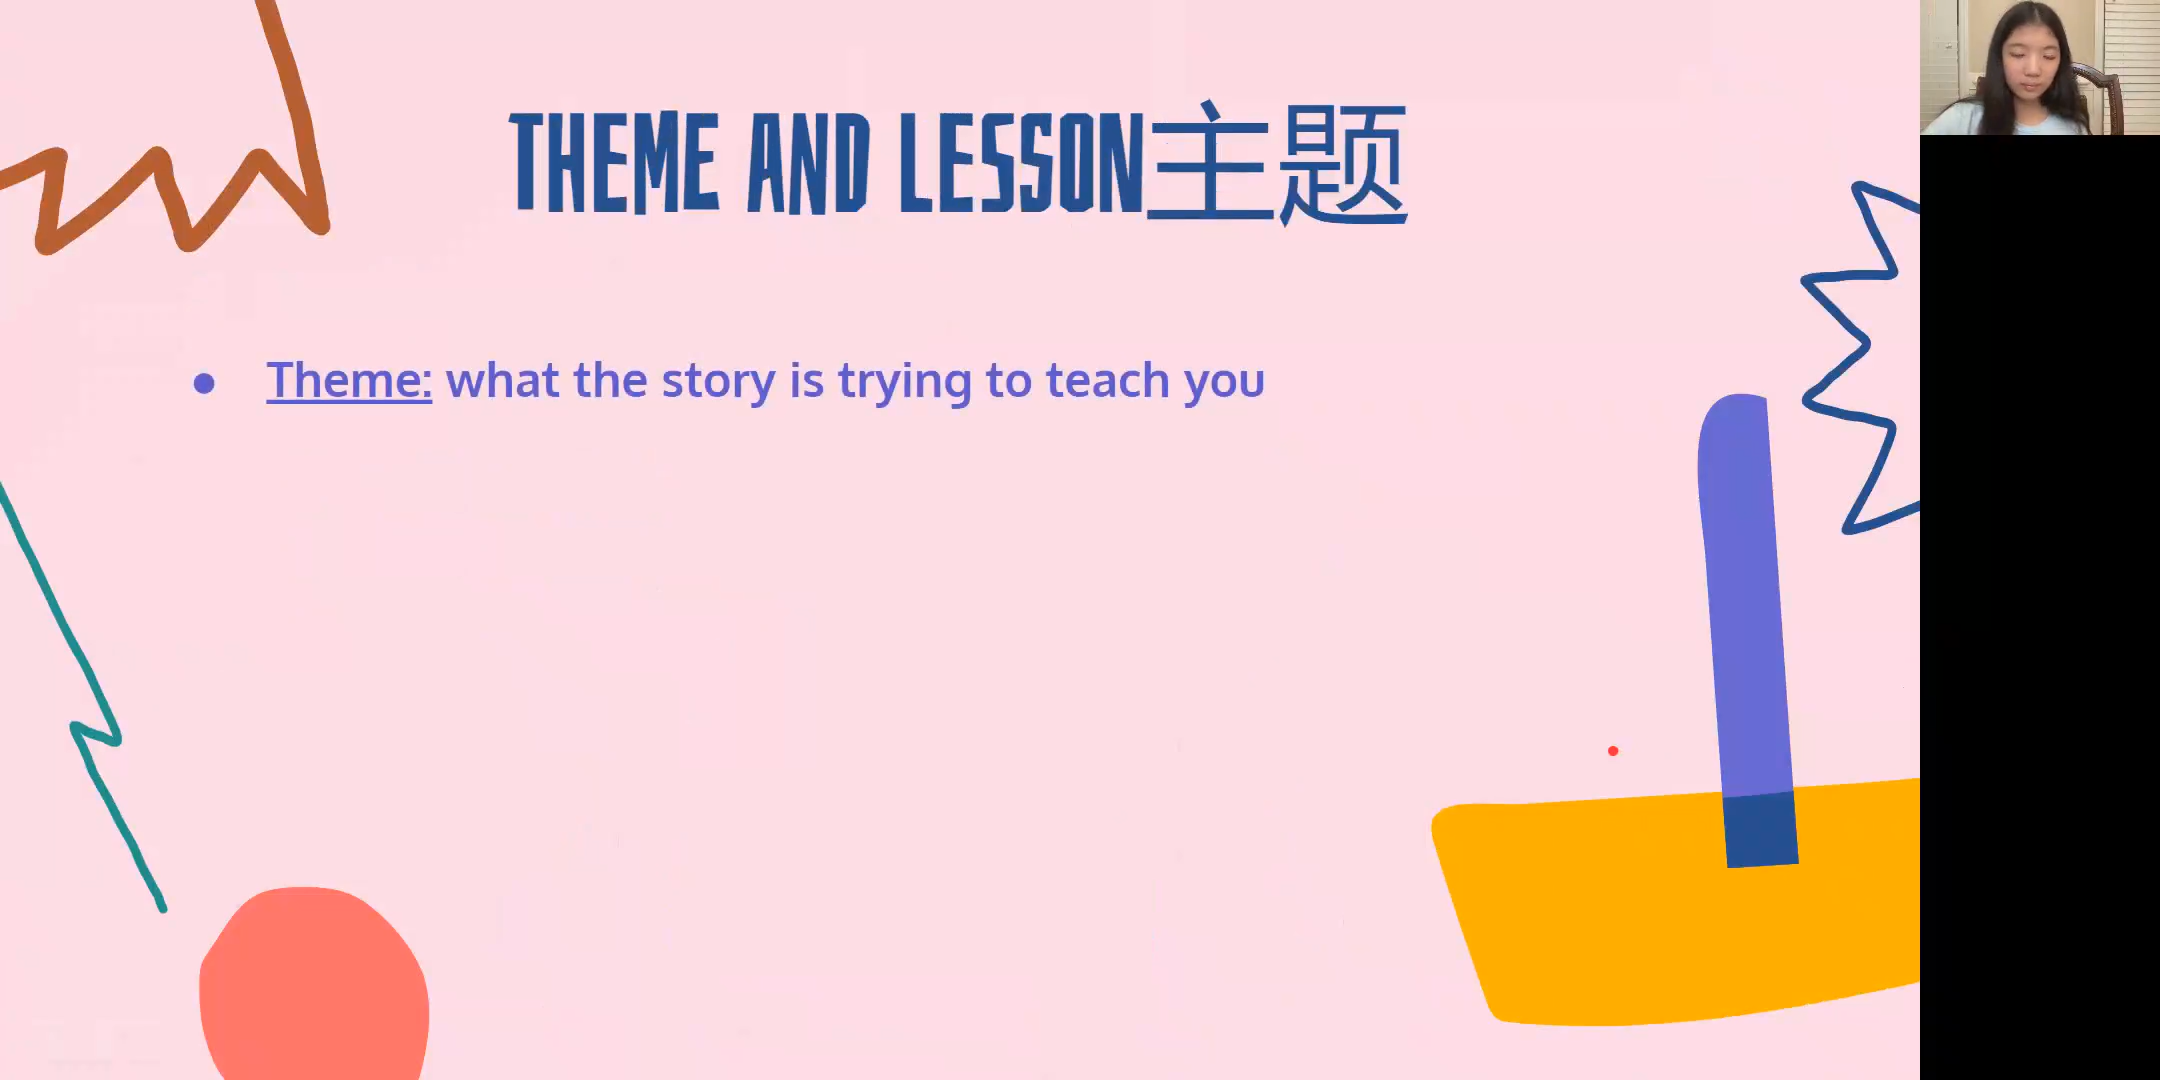 THEME AND LESSON主题
● Theme: what the story is trying to teach you